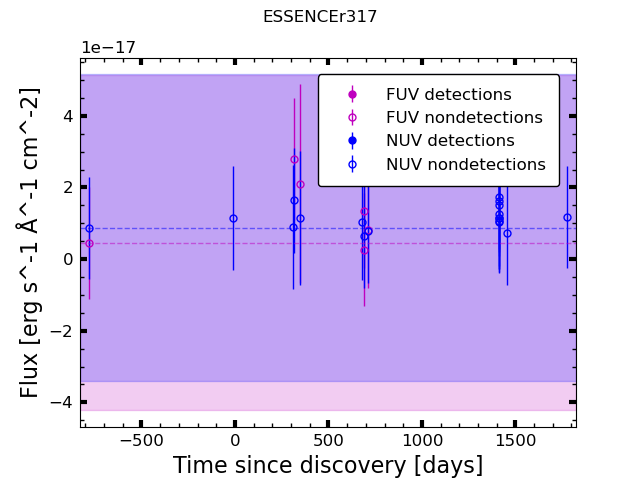 ESSENCEr317
1e−17
FUV detections
FUV nondetections
NUV detections
NUV nondetections
4
2
0
−2
−4
Flux [erg s^-1 Å^-1 cm^-2]
−500
0
500
1000
1500
Time since discovery [days]